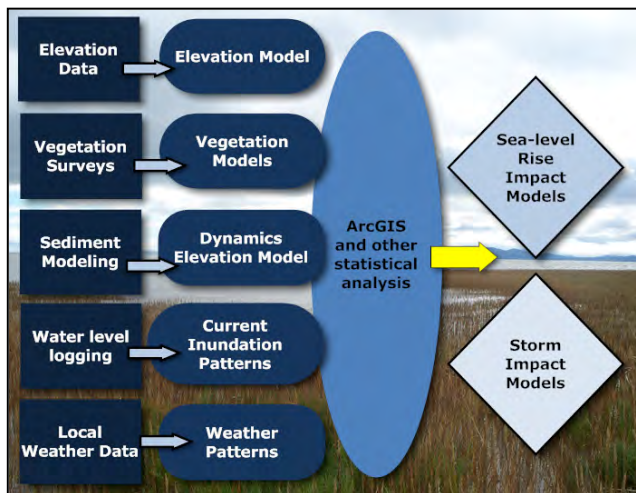 Elevation
Data
Elevation Model
Vegetation
Surveys
Vegetation
Models
Sediment
Modeling
Dynamics
Elevation Model
Water level
logging
Current
Inundation
Patterns
Local
Weather Data
Weather
Patterns
ArcGIS
and other
statistical
analysis
Sea-level
Rise
Impact
Models
Storm
Impact
Models